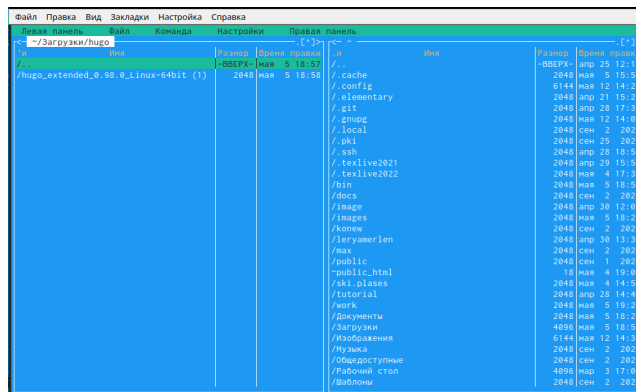 Файл Правка Вид Закладки Настройка Справка
Левая панель Файл Команда Настройки Правая панель
<— ~/Загрузки/hugo .[^]> <— ~ .[^]
.и Имя Размер Время правки .и Имя Размер Время правк
/.. -ВВЕРХ- мая 5 18:57 /.. -ВВЕРХ- апр 25 12:1
/hugo_extended_0.98.0_Linux-64bit (1) 2048 мая 5 18:58 /.cache 2048 мая 5 15:5
/.config 6144 мая 12 14:2
/.elementary 2048 апр 21 15:2
/.git 2048 апр 28 17:3
/.gnupg 2048 мая 12 14:0
/.local 2048 сен 2 202
/.pki 2048 сен 25 202
/.ssh 2048 апр 28 18:5
/.texlive2021 2048 апр 29 15:5
/.texlive2022 2048 мая 4 17:3
/bin 2048 мая 5 18:5
/docs 2048 сен 2 202
/image 2048 апр 30 12:0
/images 2048 мая 5 18:2
/konew 2048 сен 2 202
/leryamerlen 2048 апр 30 13:3
/max 2048 сен 2 202
/public 2048 сен 1 202
~public_html 18 мая 4 19:0
/ski.plases 2048 мая 4 14:5
/tutorial 2048 апр 28 14:4
/work 2048 мая 5 19:2
/Документы 2048 мая 5 18:2
/Загрузки 4096 мая 5 18:5
/Изображения 6144 мая 12 14:3
/Музыка 2048 сен 2 202
/Общедоступные 2048 сен 2 202
/Рабочий стол 4096 мар 3 17:0
/Шаблоны 2048 сен 2 202